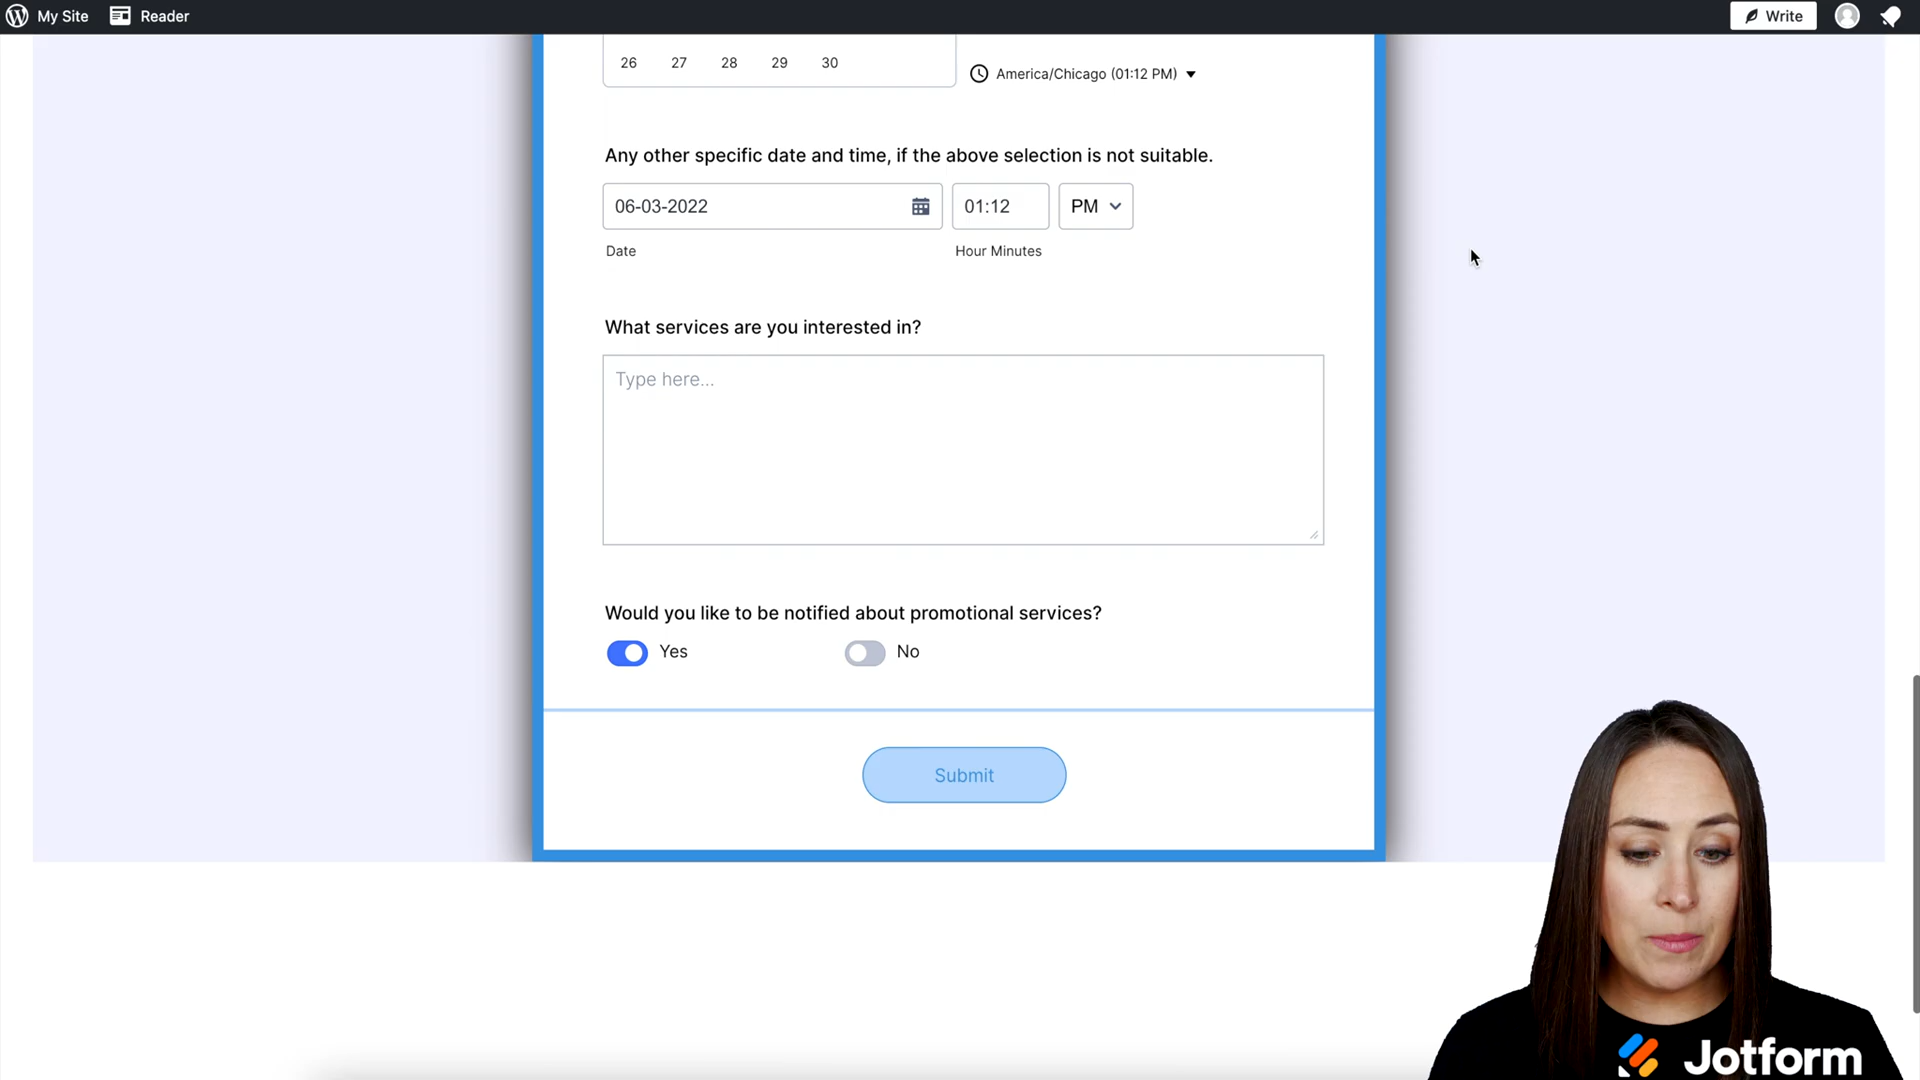 My Site Reader Write
26 27 28 29 30
America/Chicago (01:12 PM)
Any other specific date and time, if the above selection is not suitable.
06-03-2022 01:12 PM
Date Hour Minutes
What services are you interested in?
Type here...
Would you like to be notified about promotional services?
Yes No
Submit
Jotform